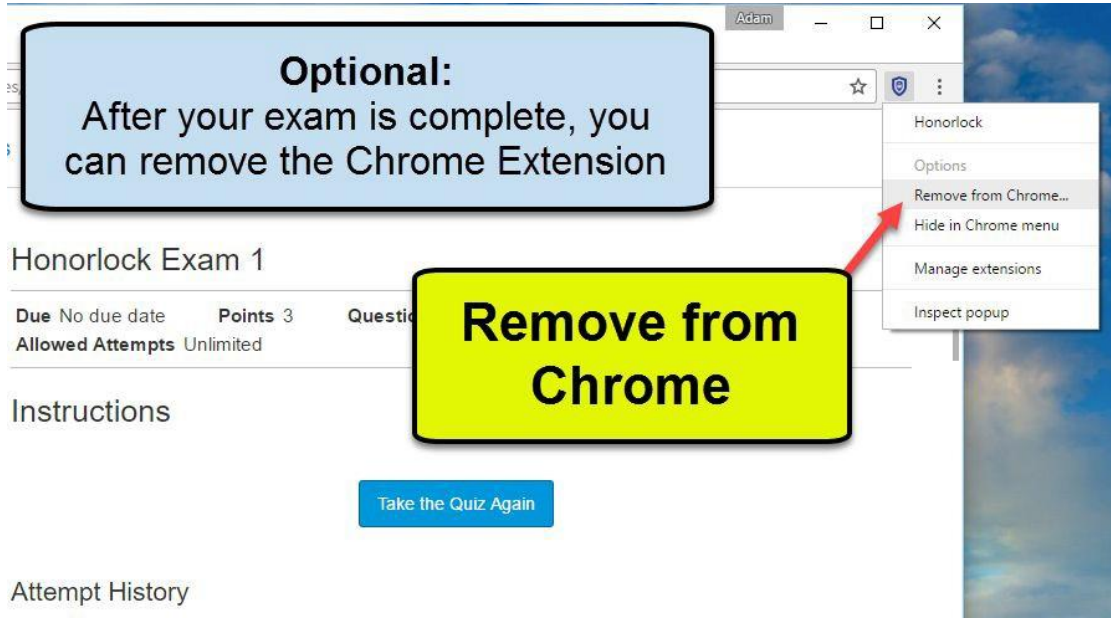 Adam
Optional:
After your exam is complete, you
can remove the Chrome Extension
Honorlock
Options
Remove from Chrome...
Hide in Chrome menu
Manage extensions
Inspect popup
Honorlock Exam 1
Due No due date Points 3
Allowed Attempts Unlimited
Remove from
Chrome
Instructions
Take the Quiz Again
Attempt History